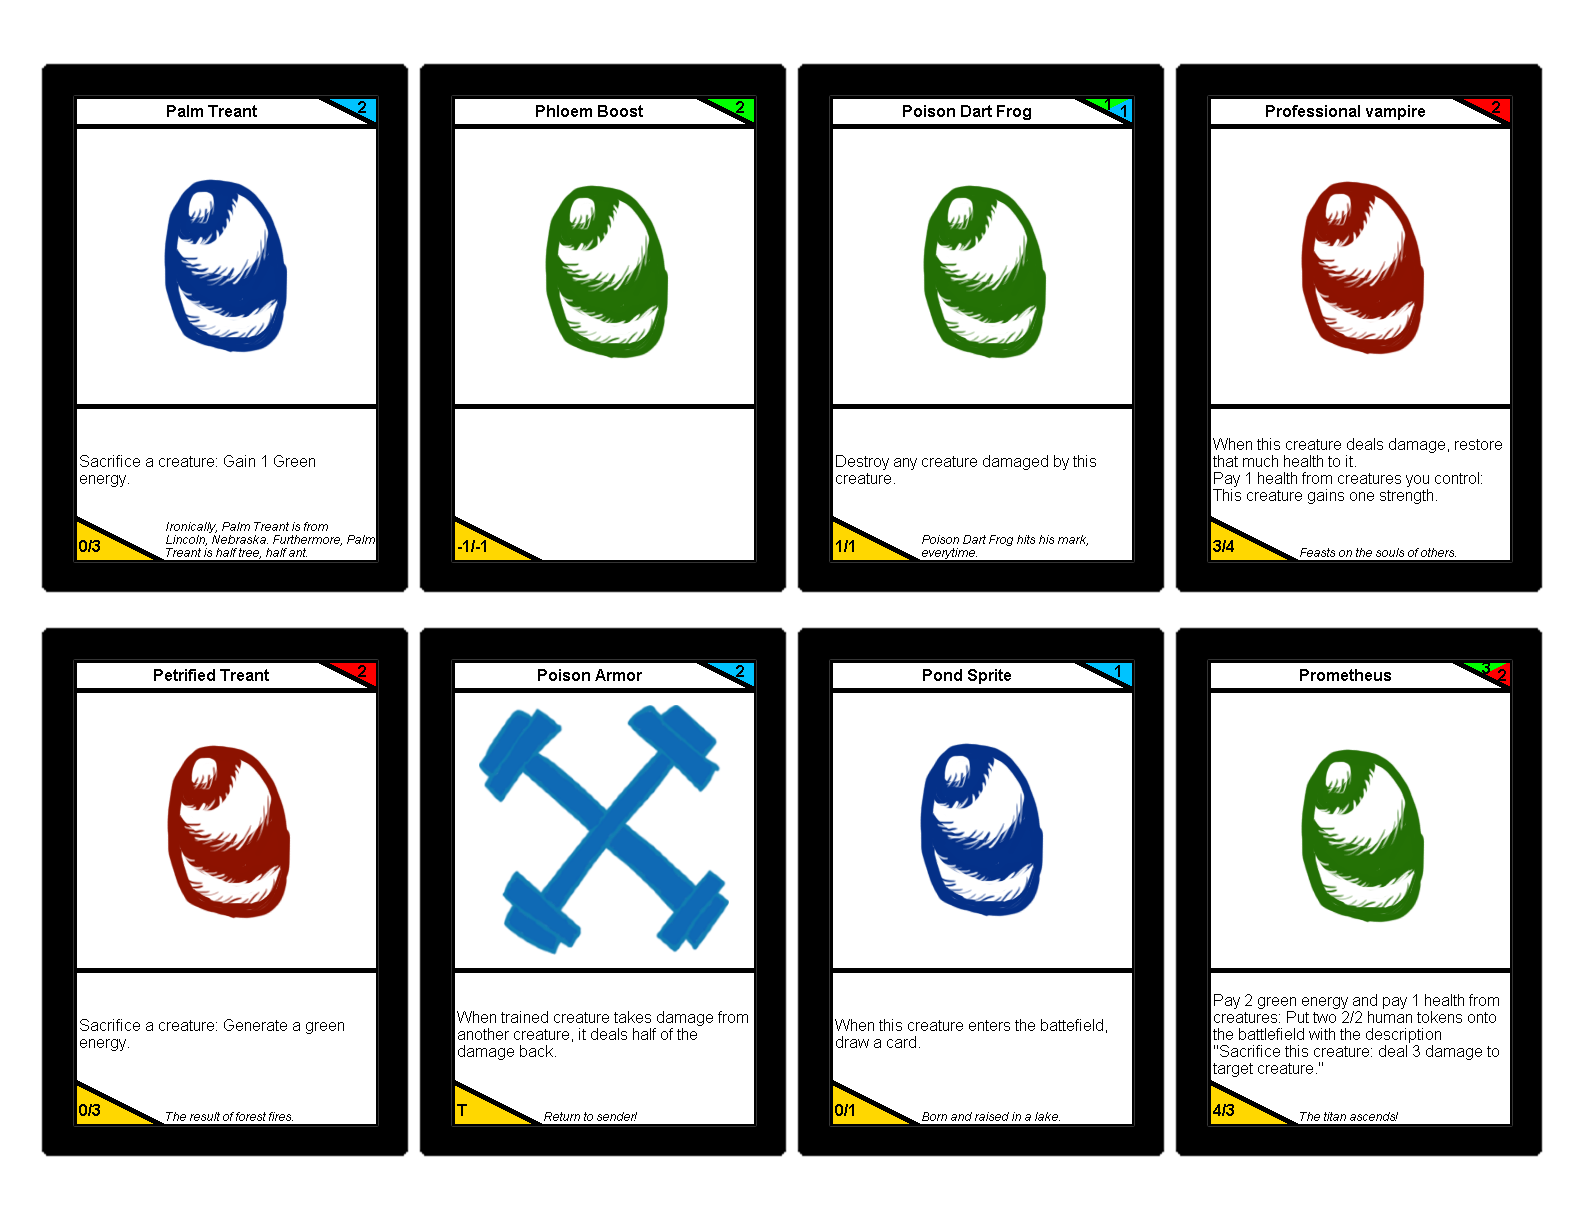 Palm Treant
2
Sacrifice a creature: Gain 1 Green
energy.
0/3
Ironically, Palm Treant is from
Lincoln, Nebraska. Furthermore, Palm
Treant is half tree, half ant.
Phloem Boost
2
-1/-1
Poison Dart Frog
1
1
Destroy any creature damaged by this
creature.
1/1
Poison Dart Frog hits his mark,
everytime.
Professional vampire
2
When this creature deals damage, restore
that much health to it.
Pay 1 health from creatures you control:
This creature gains one strength.
3/4
Feasts on the souls of others.
Petrified Treant
2
Sacrifice a creature: Generate a green
energy.
0/3
The result of forest fires.
Poison Armor
2
When trained creature takes damage from
another creature, it deals half of the
damage back.
T
Return to sender!
Pond Sprite
1
When this creature enters the battefield,
draw a card.
0/1
Born and raised in a lake.
Prometheus
3
2
Pay 2 green energy and pay 1 health from
creatures: Put two 2/2 human tokens onto
the battlefield with the description
"Sacrifice this creature: deal 3 damage to
target creature."
4/3
The titan ascends!